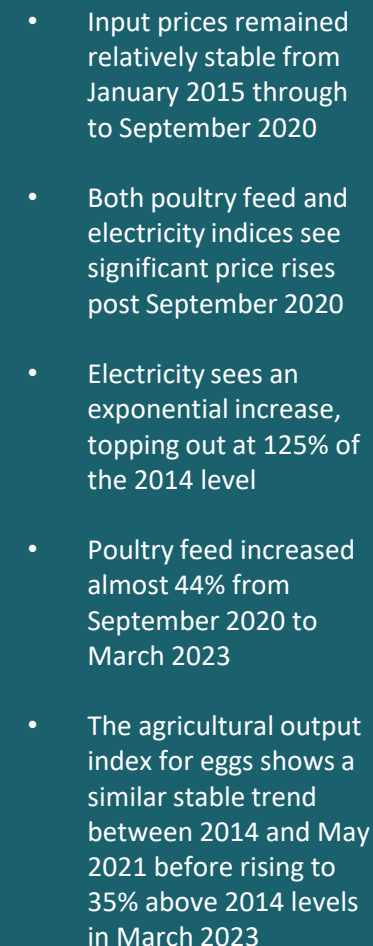 • Input prices remained
relatively stable from
January 2015 through
to September 2020
• Both poultry feed and
electricity indices see
significant price rises
post September 2020
• Electricity sees an
exponential increase,
topping out at 125% of
the 2014 level
• Poultry feed increased
almost 44% from
September 2020 to
March 2023
• The agricultural output
index for eggs shows a
similar stable trend
between 2014 and May
2021 before rising to
35% above 2014 levels
in March 2023